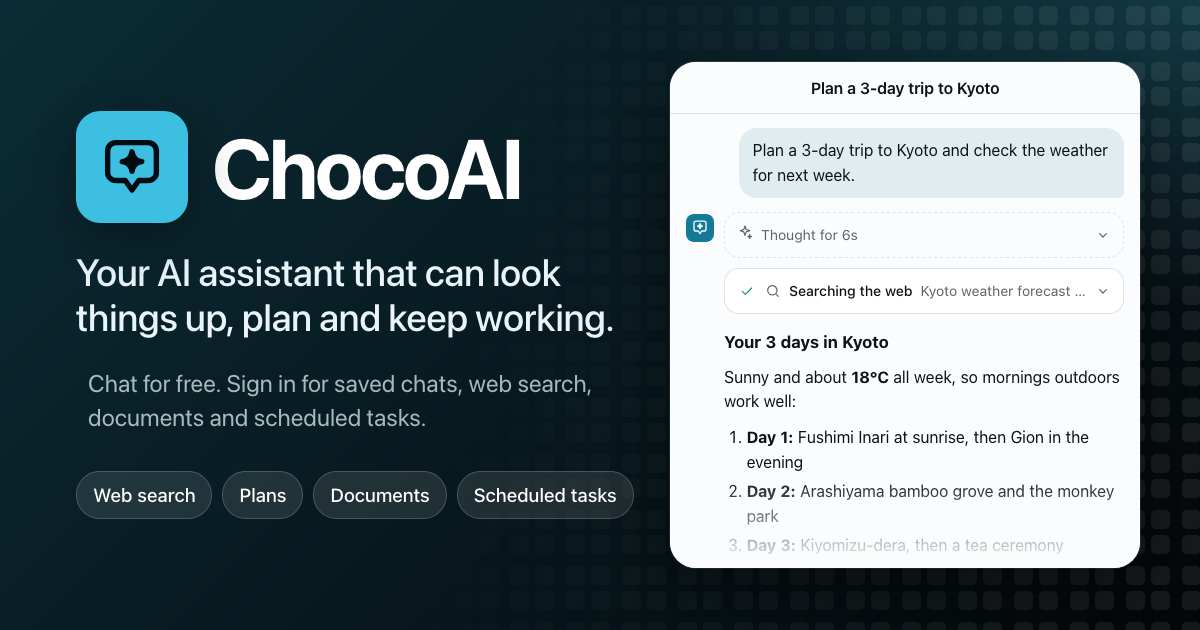 ChocoAI
Your AI assistant that can look
things up, plan and keep working.
Chat for free. Sign in for saved chats, web search,
documents and scheduled tasks.
Web search
Plans
Documents
Scheduled tasks
Plan a 3-day trip to Kyoto
Plan a 3-day trip to Kyoto and check the weather
for next week.
Thought for 6s
Searching the web Kyoto weather forecast ...
Your 3 days in Kyoto
Sunny and about 18°C all week, so mornings outdoors
work well:
1. Day 1: Fushimi Inari at sunrise, then Gion in the
evening
2. Day 2: Arashiyama bamboo grove and the monkey
park
3. Day 3: Kiyomizu-dera, then a tea ceremony